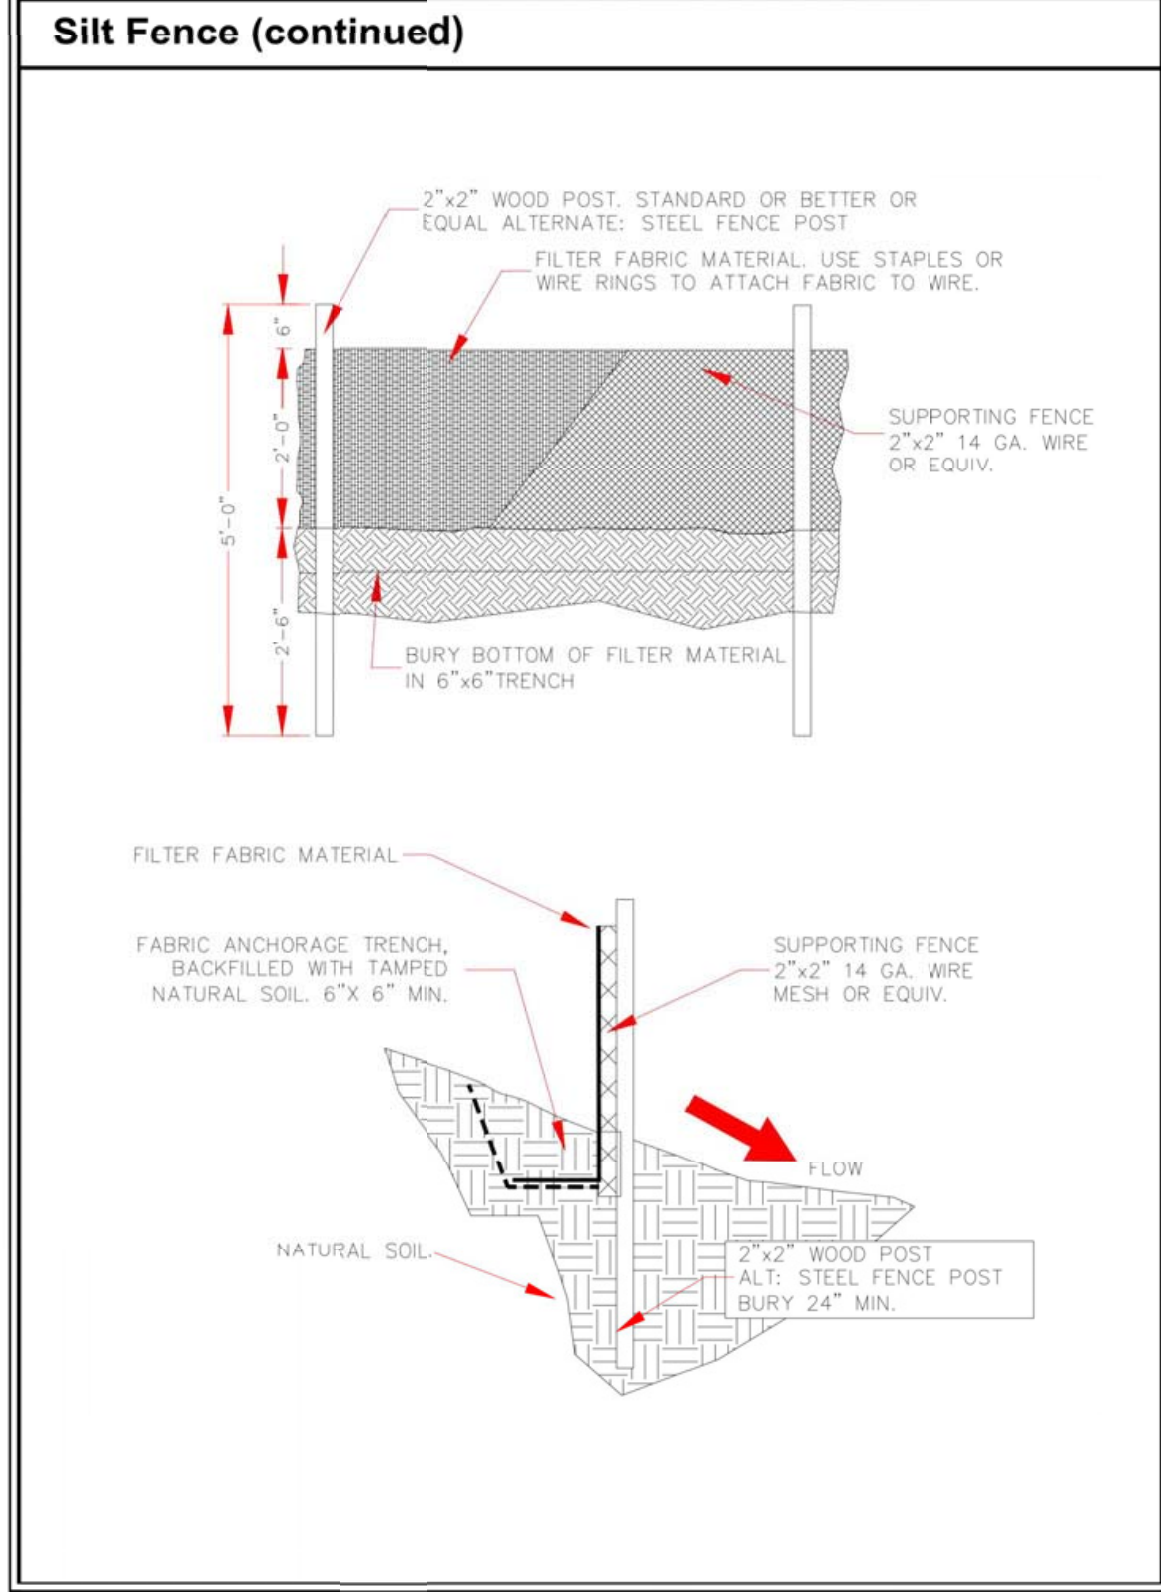 Silt Fence (continued)
2"x2" WOOD POST. STANDARD OR BETTER OR
EQUAL ALTERNATE: STEEL FENCE POST
FILTER FABRIC MATERIAL. USE STAPLES OR
WIRE RINGS TO ATTACH FABRIC TO WIRE.
6"
2'-0"
5'-0"
2'-6"
SUPPORTING FENCE
2"x2" 14 GA. WIRE
OR EQUIV.
BURY BOTTOM OF FILTER MATERIAL
IN 6"x6"TRENCH
FILTER FABRIC MATERIAL
FABRIC ANCHORAGE TRENCH,
BACKFILLED WITH TAMPED
NATURAL SOIL. 6"X 6" MIN.
SUPPORTING FENCE
2"x2" 14 GA. WIRE
MESH OR EQUIV.
FLOW
NATURAL SOIL.
2"x2" WOOD POST
ALT: STEEL FENCE POST
BURY 24" MIN.